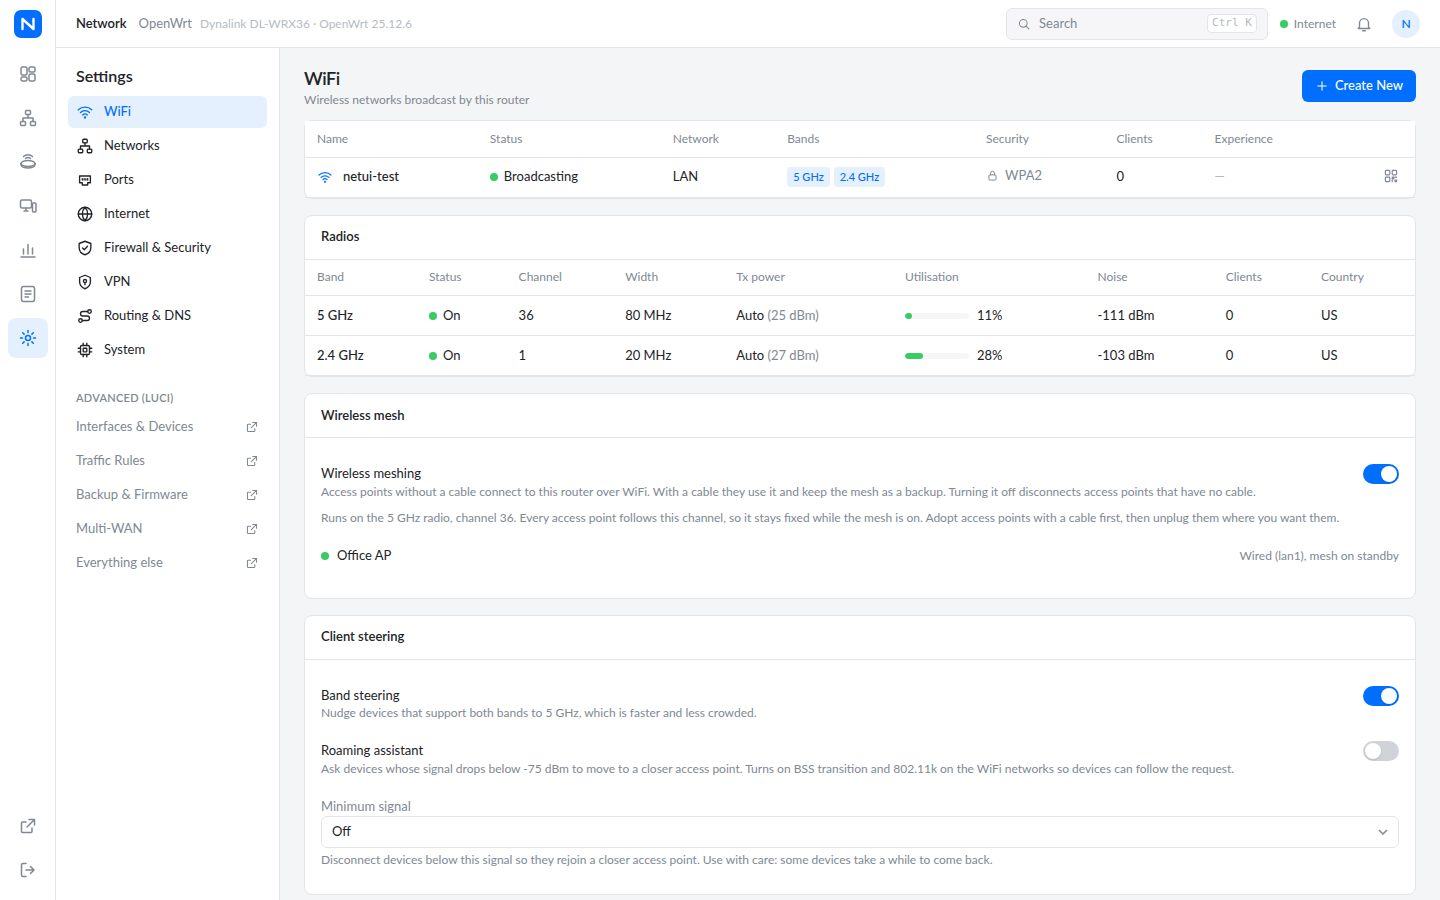 Network OpenWrt Dynalink DL-WRX36 · OpenWrt 25.12.6
Search Ctrl K
Internet
N
Settings
WiFi
Networks
Ports
Internet
Firewall & Security
VPN
Routing & DNS
System
ADVANCED (LUCI)
Interfaces & Devices
Traffic Rules
Backup & Firmware
Multi-WAN
Everything else
WiFi
Wireless networks broadcast by this router
Create New
Name Status Network Bands Security Clients Experience
netui-test Broadcasting LAN 5 GHz 2.4 GHz WPA2 0 —
Radios
Band Status Channel Width Tx power Utilisation Noise Clients Country
5 GHz On 36 80 MHz Auto (25 dBm) 11% -111 dBm 0 US
2.4 GHz On 1 20 MHz Auto (27 dBm) 28% -103 dBm 0 US
Wireless mesh
Wireless meshing
Access points without a cable connect to this router over WiFi. With a cable they use it and keep the mesh as a backup. Turning it off disconnects access points that have no cable.
Runs on the 5 GHz radio, channel 36. Every access point follows this channel, so it stays fixed while the mesh is on. Adopt access points with a cable first, then unplug them where you want them.
Office AP Wired (lan1), mesh on standby
Client steering
Band steering
Nudge devices that support both bands to 5 GHz, which is faster and less crowded.
Roaming assistant
Ask devices whose signal drops below -75 dBm to move to a closer access point. Turns on BSS transition and 802.11k on the WiFi networks so devices can follow the request.
Minimum signal
Off
Disconnect devices below this signal so they rejoin a closer access point. Use with care: some devices take a while to come back.